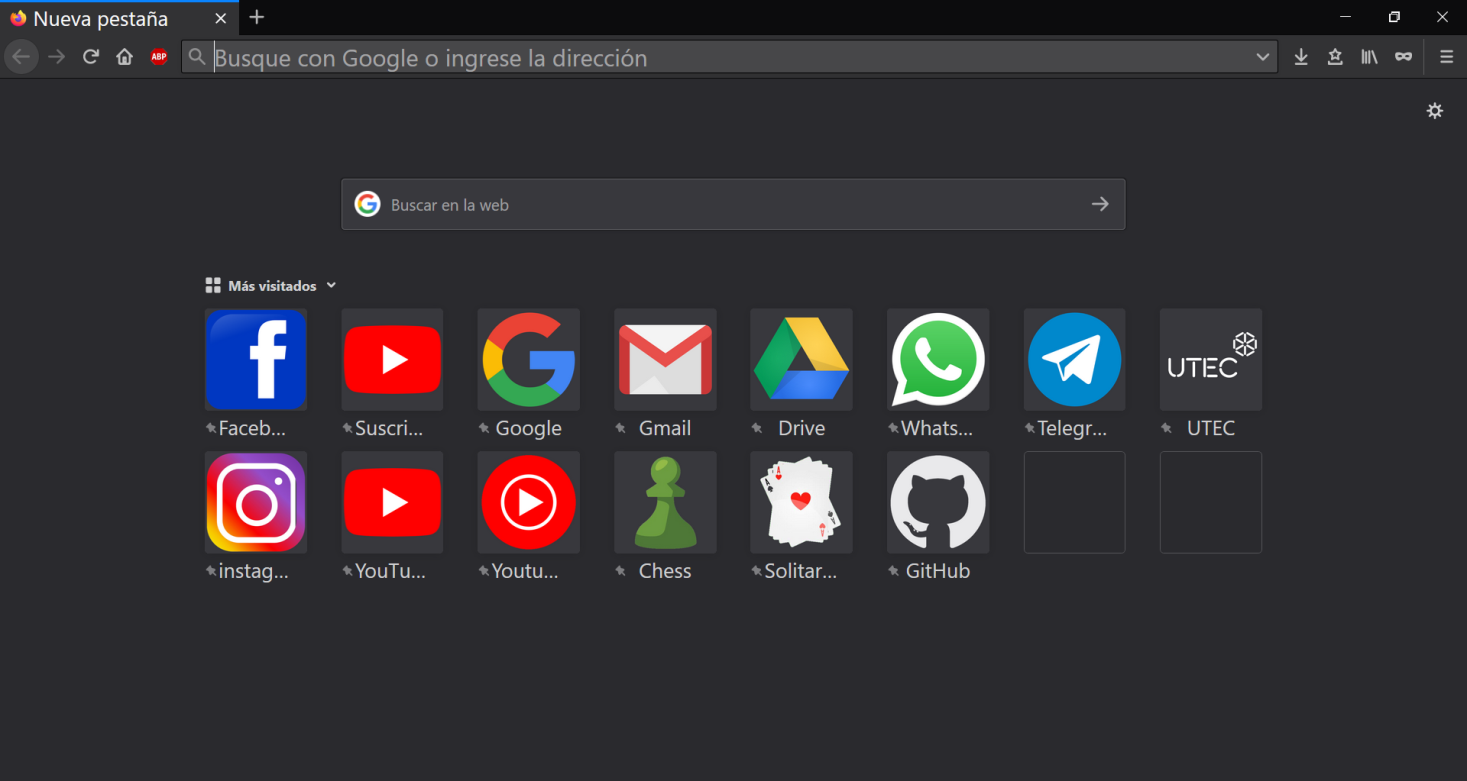 Nueva pestaña
ABP
Busque con Google o ingrese la dirección
Buscar en la web
Más visitados
UTEC
Faceb...
Suscri...
Google
Gmail
Drive
Whats...
Telegr...
UTEC
A
A
A
A
instag...
YouTu...
Youtu...
Chess
Solitar...
GitHub